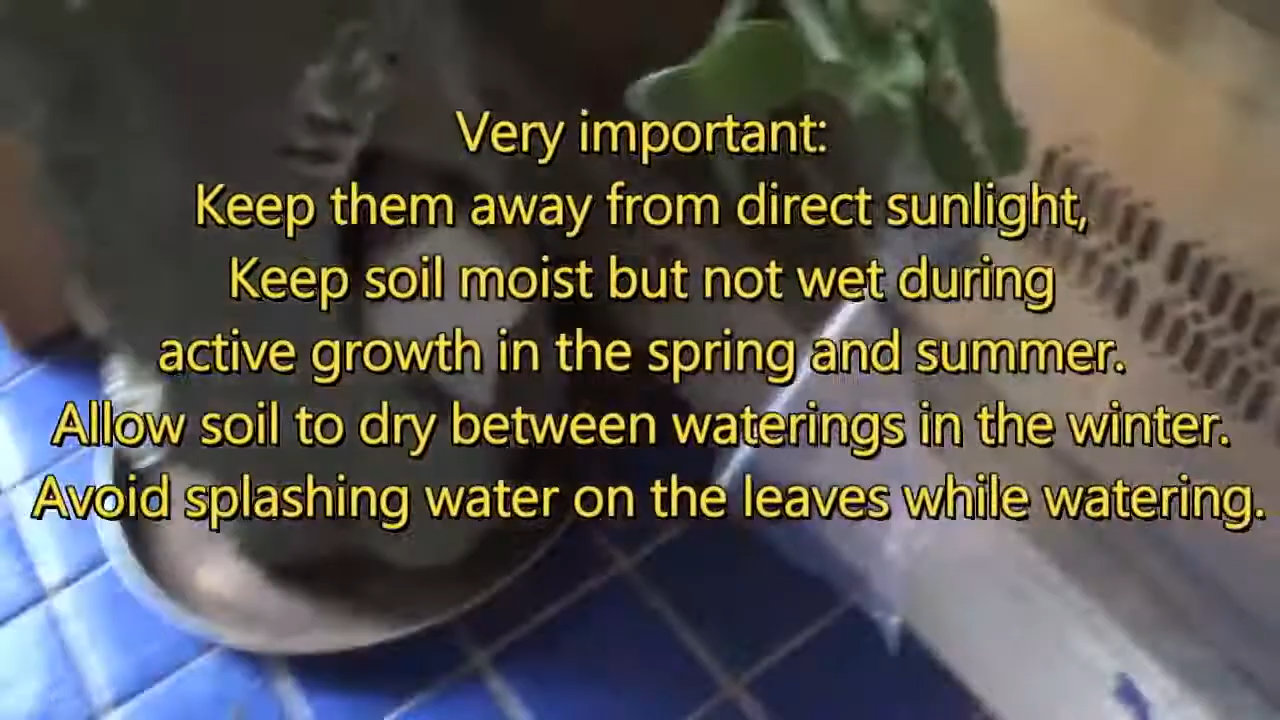 Very important:
Keep them away from direct sunlight,
Keep soil moist but not wet during
active growth in the spring and summer.
Allow soil to dry between waterings in the winter.
Avoid splashing water on the leaves while watering.